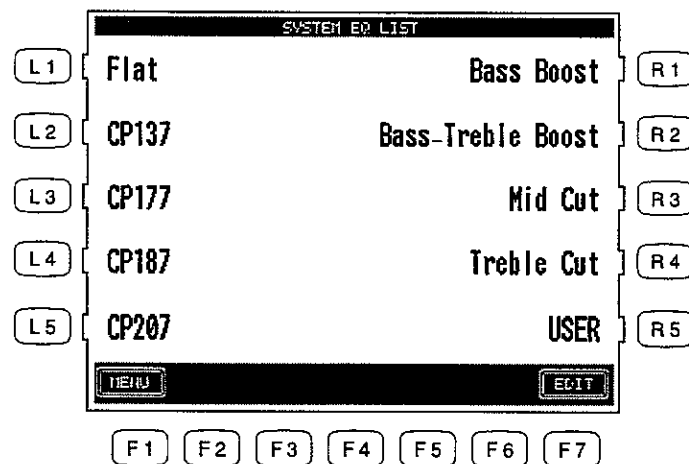 SYSTEM EQ LIST
L1 Flat Bass Boost R1
L2 CP137 Bass-Treble Boost R2
L3 CP177 Mid Cut R3
L4 CP187 Treble Cut R4
L5 CP207 USER R5
MENU EDIT
F1 F2 F3 F4 F5 F6 F7